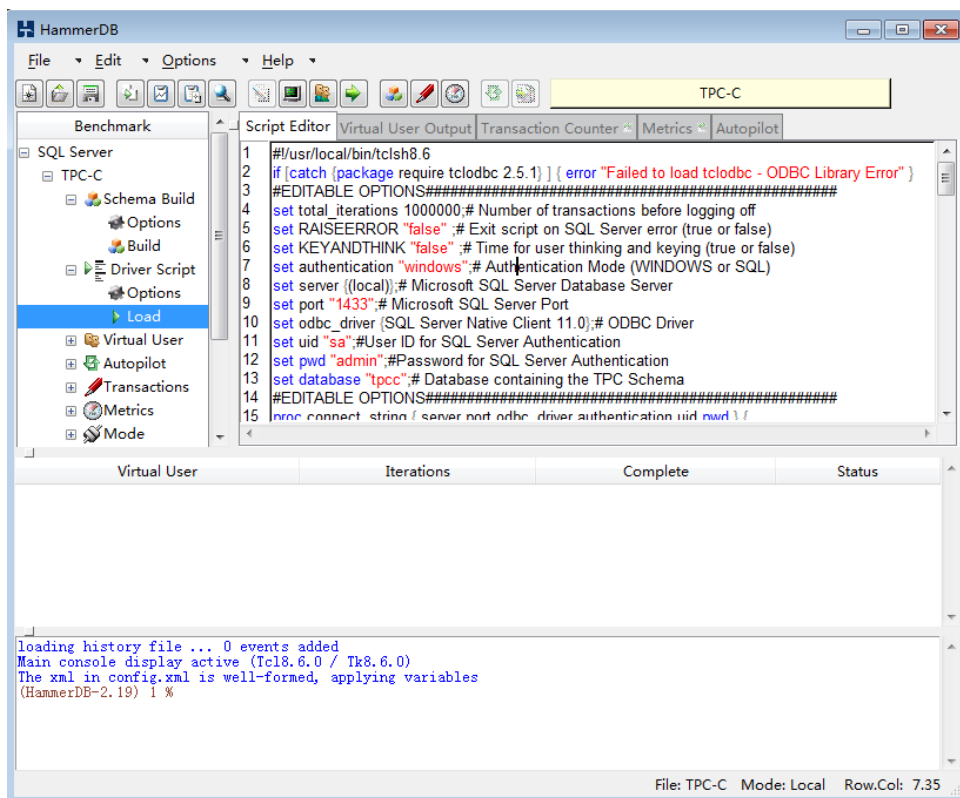 HammerDB
File Edit Options Help
TPC-C
Benchmark
SQL Server
TPC-C
Schema Build
Options
Build
Driver Script
Options
Load
Virtual User
Autopilot
Transactions
Metrics
Mode
Script Editor Virtual User Output Transaction Counter Metrics Autopilot
1 #!/usr/local/bin/tclsh8.6
2 if [catch {package require tclodbc 2.5.1} ] { error "Failed to load tclodbc - ODBC Library Error" }
3 #EDITABLE OPTIONS##################################################
4 set total_iterations 1000000;# Number of transactions before logging off
5 set RAISEERROR "false" ;# Exit script on SQL Server error (true or false)
6 set KEYANDTHINK "false" ;# Time for user thinking and keying (true or false)
7 set authentication "windows";# Authentication Mode (WINDOWS or SQL)
8 set server {(local)};# Microsoft SQL Server Database Server
9 set port "1433";# Microsoft SQL Server Port
10 set odbc_driver {SQL Server Native Client 11.0};# ODBC Driver
11 set uid "sa";#User ID for SQL Server Authentication
12 set pwd "admin";#Password for SQL Server Authentication
13 set database "tpcc";# Database containing the TPC Schema
14 #EDITABLE OPTIONS##################################################
15 proc connect_string { server port odbc_driver authentication uid pwd } {
Virtual User Iterations Complete Status
loading history file ... 0 events added
Main console display active (Tcl8.6.0 / Tk8.6.0)
The xml in config.xml is well-formed, applying variables
(HammerDB-2.19) 1 %
File: TPC-C Mode: Local Row.Col: 7.35